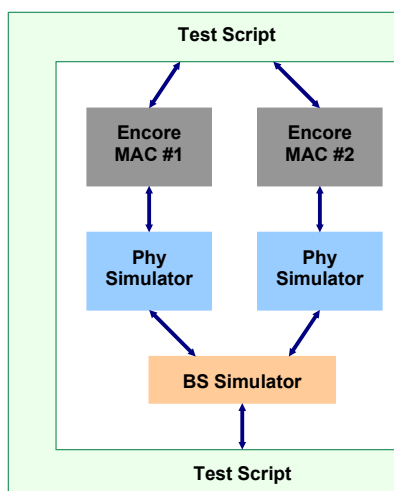 Test Script
Encore
MAC #1
Encore
MAC #2
Phy
Simulator
Phy
Simulator
BS Simulator
Test Script